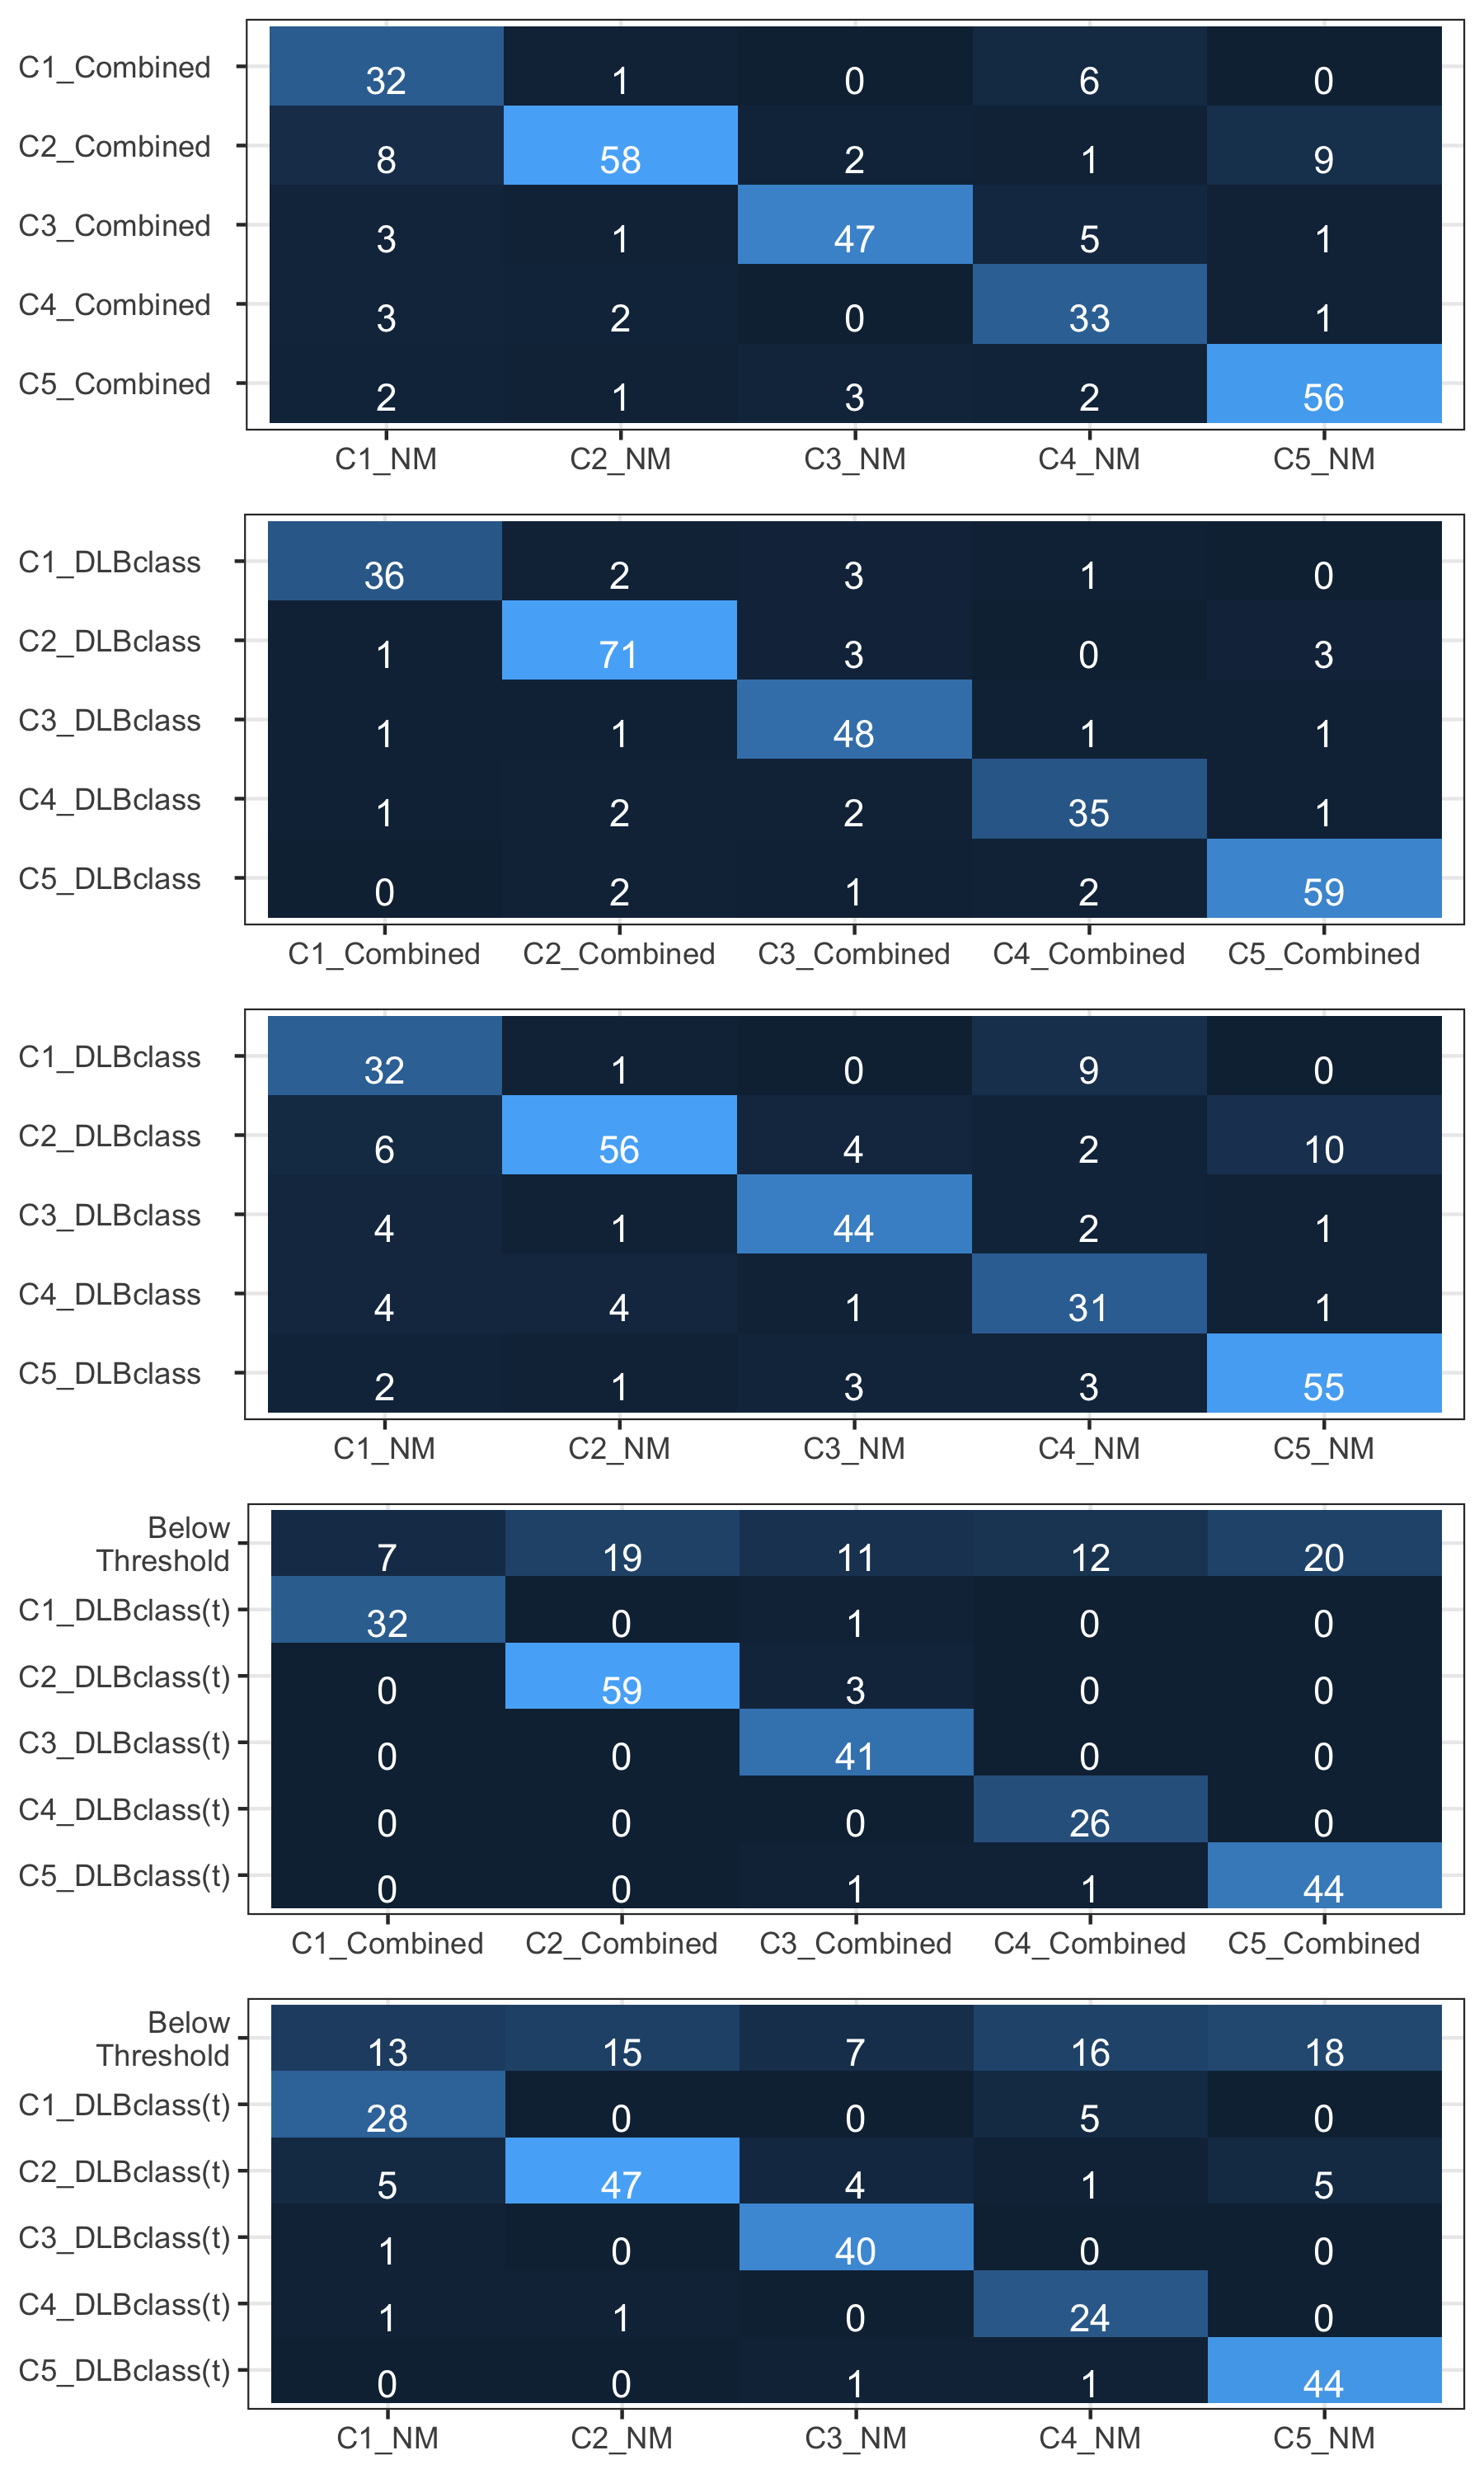 C1_Combined 32 1 0 6 0
C2_Combined 8 58 2 1 9
C3_Combined 3 1 47 5 1
C4_Combined 3 2 0 33 1
C5_Combined 2 1 3 2 56
C1_NM C2_NM C3_NM C4_NM C5_NM
C1_DLBclass 36 2 3 1 0
C2_DLBclass 1 71 3 0 3
C3_DLBclass 1 1 48 1 1
C4_DLBclass 1 2 2 35 1
C5_DLBclass 0 2 1 2 59
C1_Combined C2_Combined C3_Combined C4_Combined C5_Combined
C1_DLBclass 32 1 0 9 0
C2_DLBclass 6 56 4 2 10
C3_DLBclass 4 1 44 2 1
C4_DLBclass 4 4 1 31 1
C5_DLBclass 2 1 3 3 55
C1_NM C2_NM C3_NM C4_NM C5_NM
Below
Threshold 7 19 11 12 20
C1_DLBclass(t) 32 0 1 0 0
C2_DLBclass(t) 0 59 3 0 0
C3_DLBclass(t) 0 0 41 0 0
C4_DLBclass(t) 0 0 0 26 0
C5_DLBclass(t) 0 0 1 1 44
C1_Combined C2_Combined C3_Combined C4_Combined C5_Combined
Below
Threshold 13 15 7 16 18
C1_DLBclass(t) 28 0 0 5 0
C2_DLBclass(t) 5 47 4 1 5
C3_DLBclass(t) 1 0 40 0 0
C4_DLBclass(t) 1 1 0 24 0
C5_DLBclass(t) 0 0 1 1 44
C1_NM C2_NM C3_NM C4_NM C5_NM